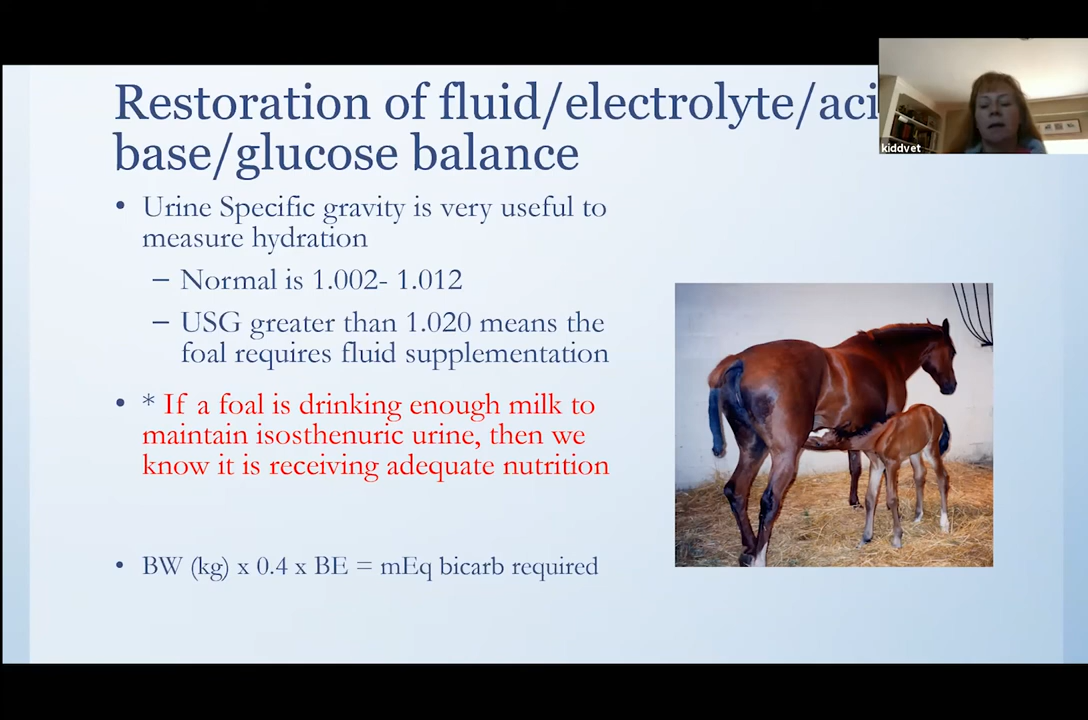 Restoration of fluid/electrolyte/aci
base/glucose balance
• Urine Specific gravity is very useful to
measure hydration
– Normal is 1.002- 1.012
– USG greater than 1.020 means the
foal requires fluid supplementation
• * If a foal is drinking enough milk to
maintain isosthenuric urine, then we
know it is receiving adequate nutrition
• BW (kg) x 0.4 x BE = mEq bicarb required
kiddvet